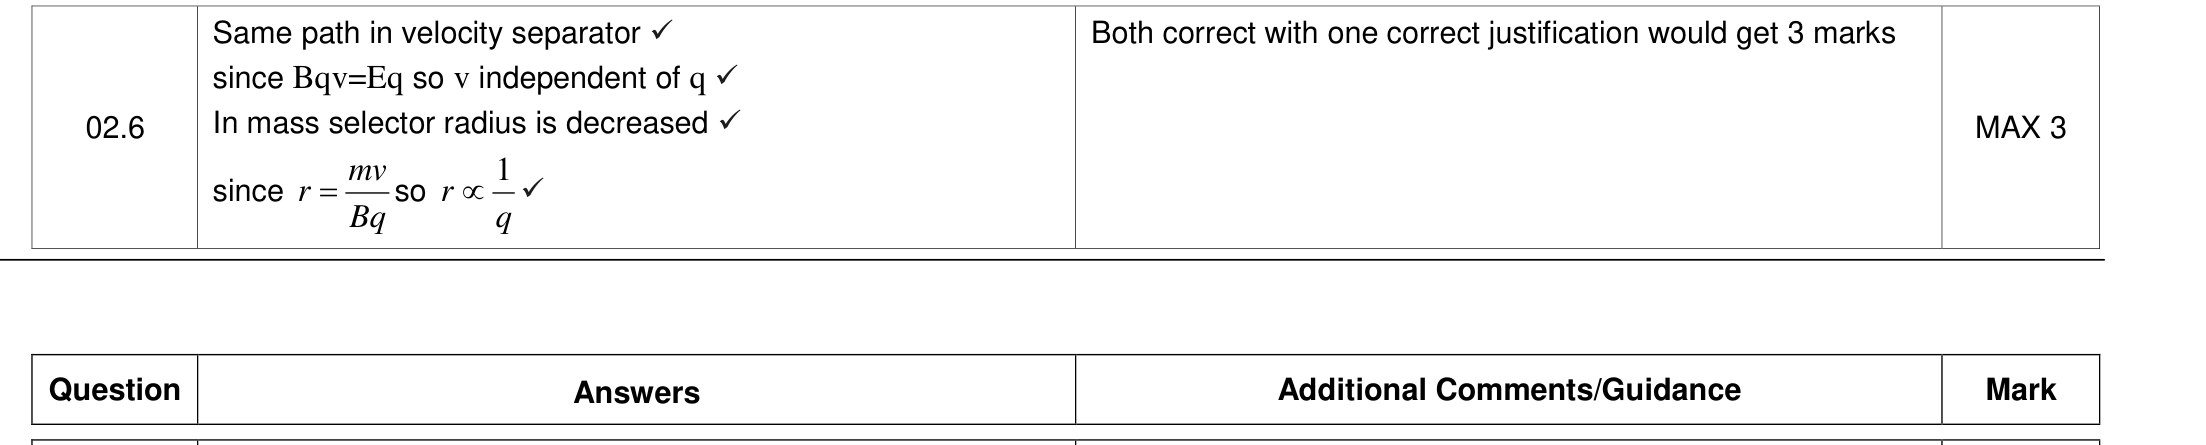 02.6
Same path in velocity separator ✓
since Bqv=Eq so v independent of q ✓
In mass selector radius is decreased ✓
since r = mv/Bq so r ∝ 1/q ✓
Both correct with one correct justification would get 3 marks
MAX 3
Question Answers Additional Comments/Guidance Mark